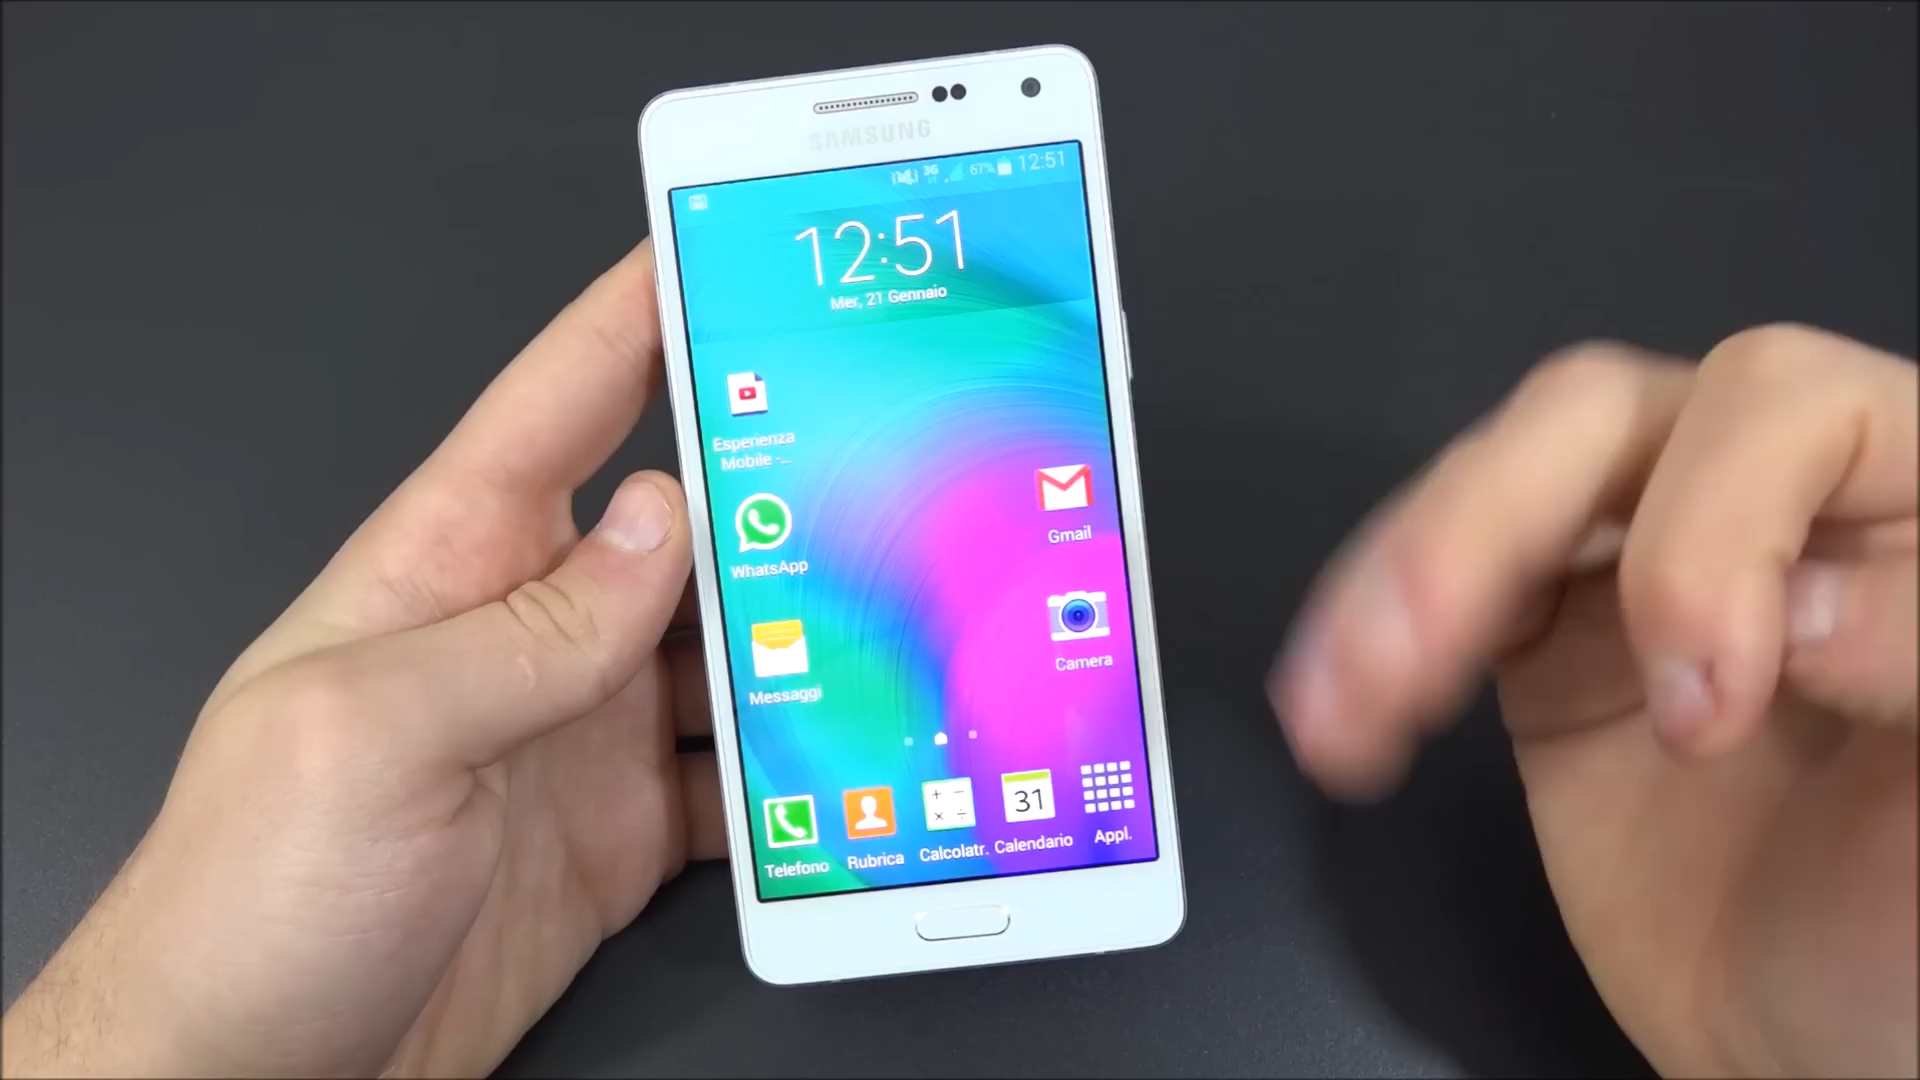 SAMSUNG
3G 67% 12:51
12:51
Mer, 21 Gennaio
Esperienza
Mobile -...
WhatsApp
Gmail
Messaggi
Camera
+ −
× ÷
31
Telefono
Rubrica
Calcolatr.
Calendario
Appl.